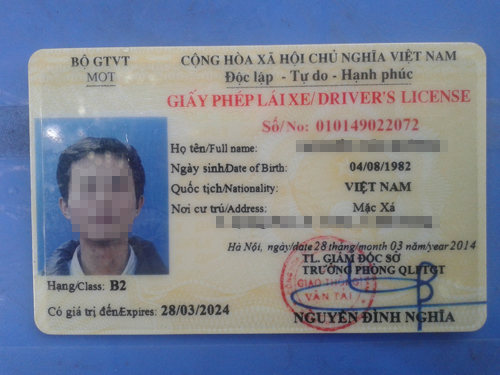 BỘ GTVT
MOT
CỘNG HÒA XÃ HỘI CHỦ NGHĨA VIỆT NAM
Độc lập - Tự do - Hạnh phúc
GIẤY PHÉP LÁI XE/ DRIVER'S LICENSE
Số/No: 010149022072
Họ tên/Full name:
Ngày sinh/Date of Birth: 04/08/1982
Quốc tịch/Nationality: VIỆT NAM
Nơi cư trú/Address: Mặc Xá
Hà Nội, ngày/date 28 tháng/month 03 năm/year 2014
TL. GIÁM ĐỐC SỞ
TRƯỞNG PHÒNG QLPTGT
GIAO THÔNG
VẬN TẢI
Hạng/Class: B2
Có giá trị đến/Expires: 28/03/2024
NGUYỄN ĐÌNH NGHĨA